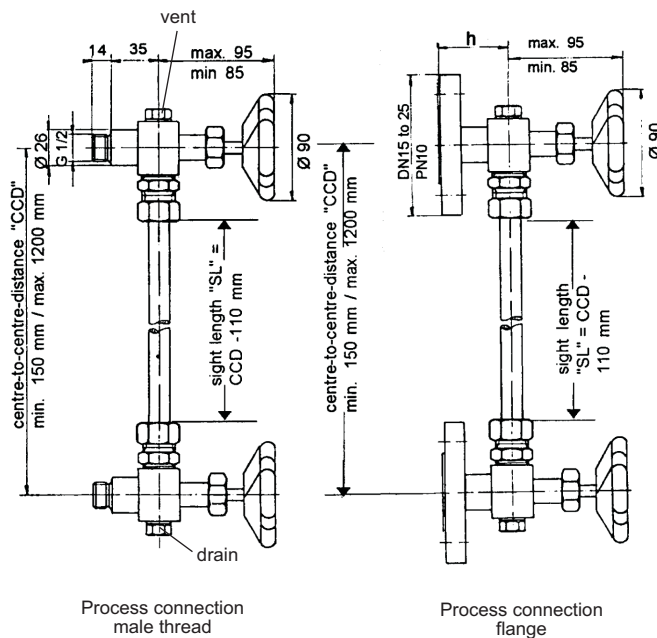 vent
14
35
max. 95
min 85
Ø 26
G 1/2
Ø 90
centre-to-centre-distance "CCD"
min. 150 mm / max. 1200 mm
sight length "SL" =
CCD -110 mm
drain
Process connection
male thread
h
max. 95
min. 85
DN15 to 25
PN10
Ø 90
centre-to-centre-distance "CCD"
min. 150 mm / max. 1200 mm
sight length
"SL" = CCD -
110 mm
Process connection
flange